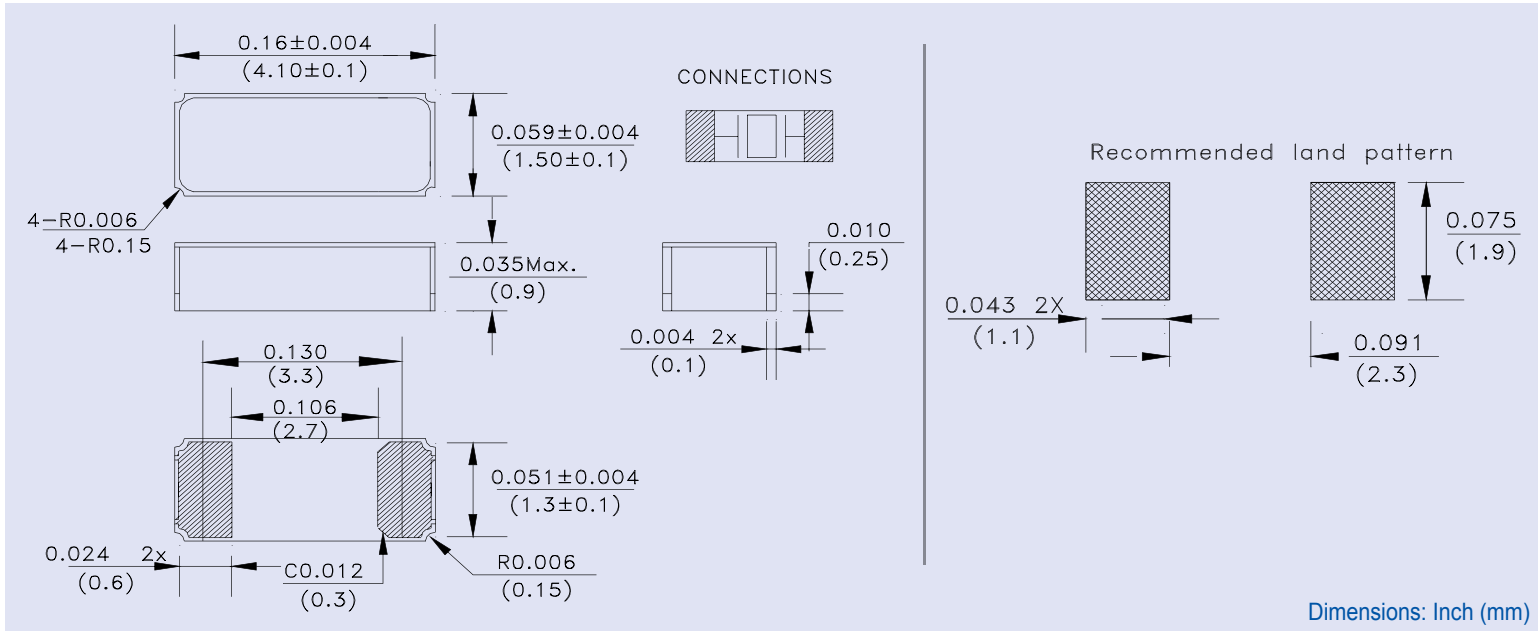 0.16±0.004
(4.10±0.1)
CONNECTIONS
0.059±0.004
(1.50±0.1)
4-R0.006
4-R0.15
0.035Max.
(0.9)
0.010
(0.25)
0.004 2x
(0.1)
0.130
(3.3)
0.106
(2.7)
0.051±0.004
(1.3±0.1)
0.024 2x
(0.6)
C0.012
(0.3)
R0.006
(0.15)
Recommended land pattern
0.075
(1.9)
0.043 2X
(1.1)
0.091
(2.3)
Dimensions: Inch (mm)